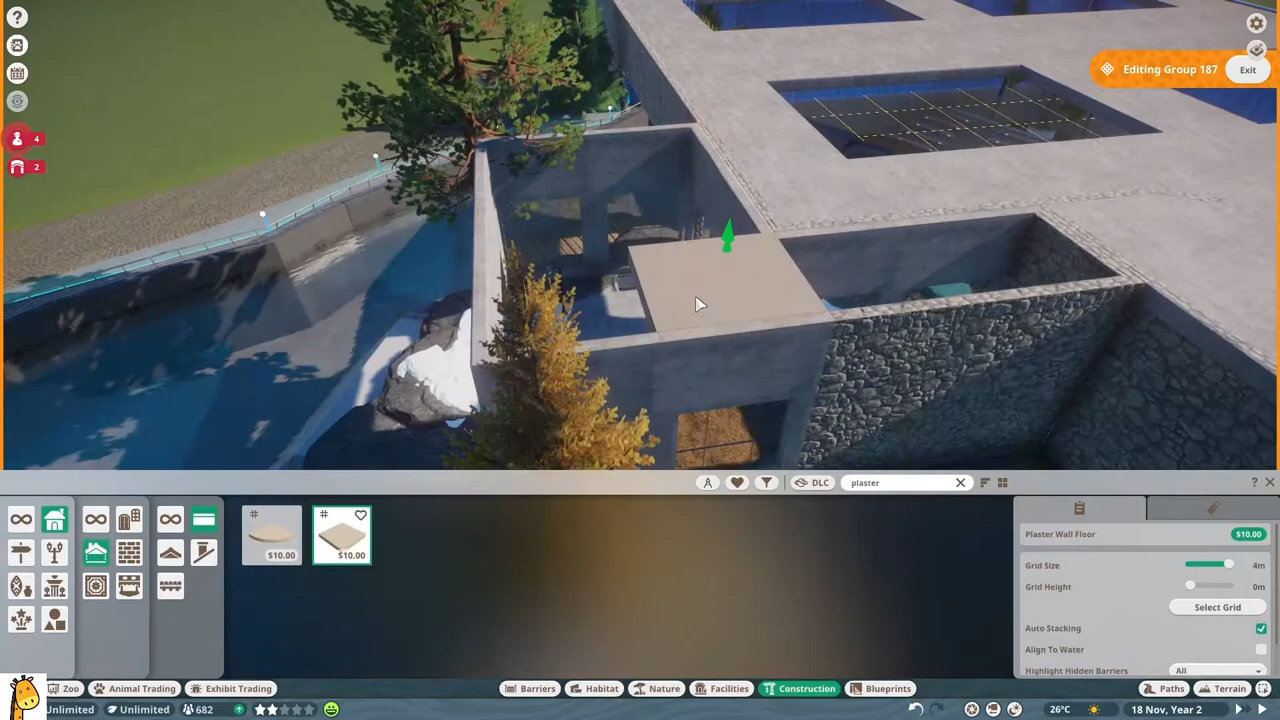 ?
Editing Group 187
Exit
4
2
DLC
plaster
?
$10.00
$10.00
Plaster Wall Floor
$10.00
Grid Size
4m
Grid Height
0m
Select Grid
Auto Stacking
Align To Water
Highlight Hidden Barriers
All
Zoo
Animal Trading
Exhibit Trading
Barriers
Habitat
Nature
Facilities
Construction
Blueprints
Paths
Terrain
Unlimited
Unlimited
682
26°C
18 Nov, Year 2